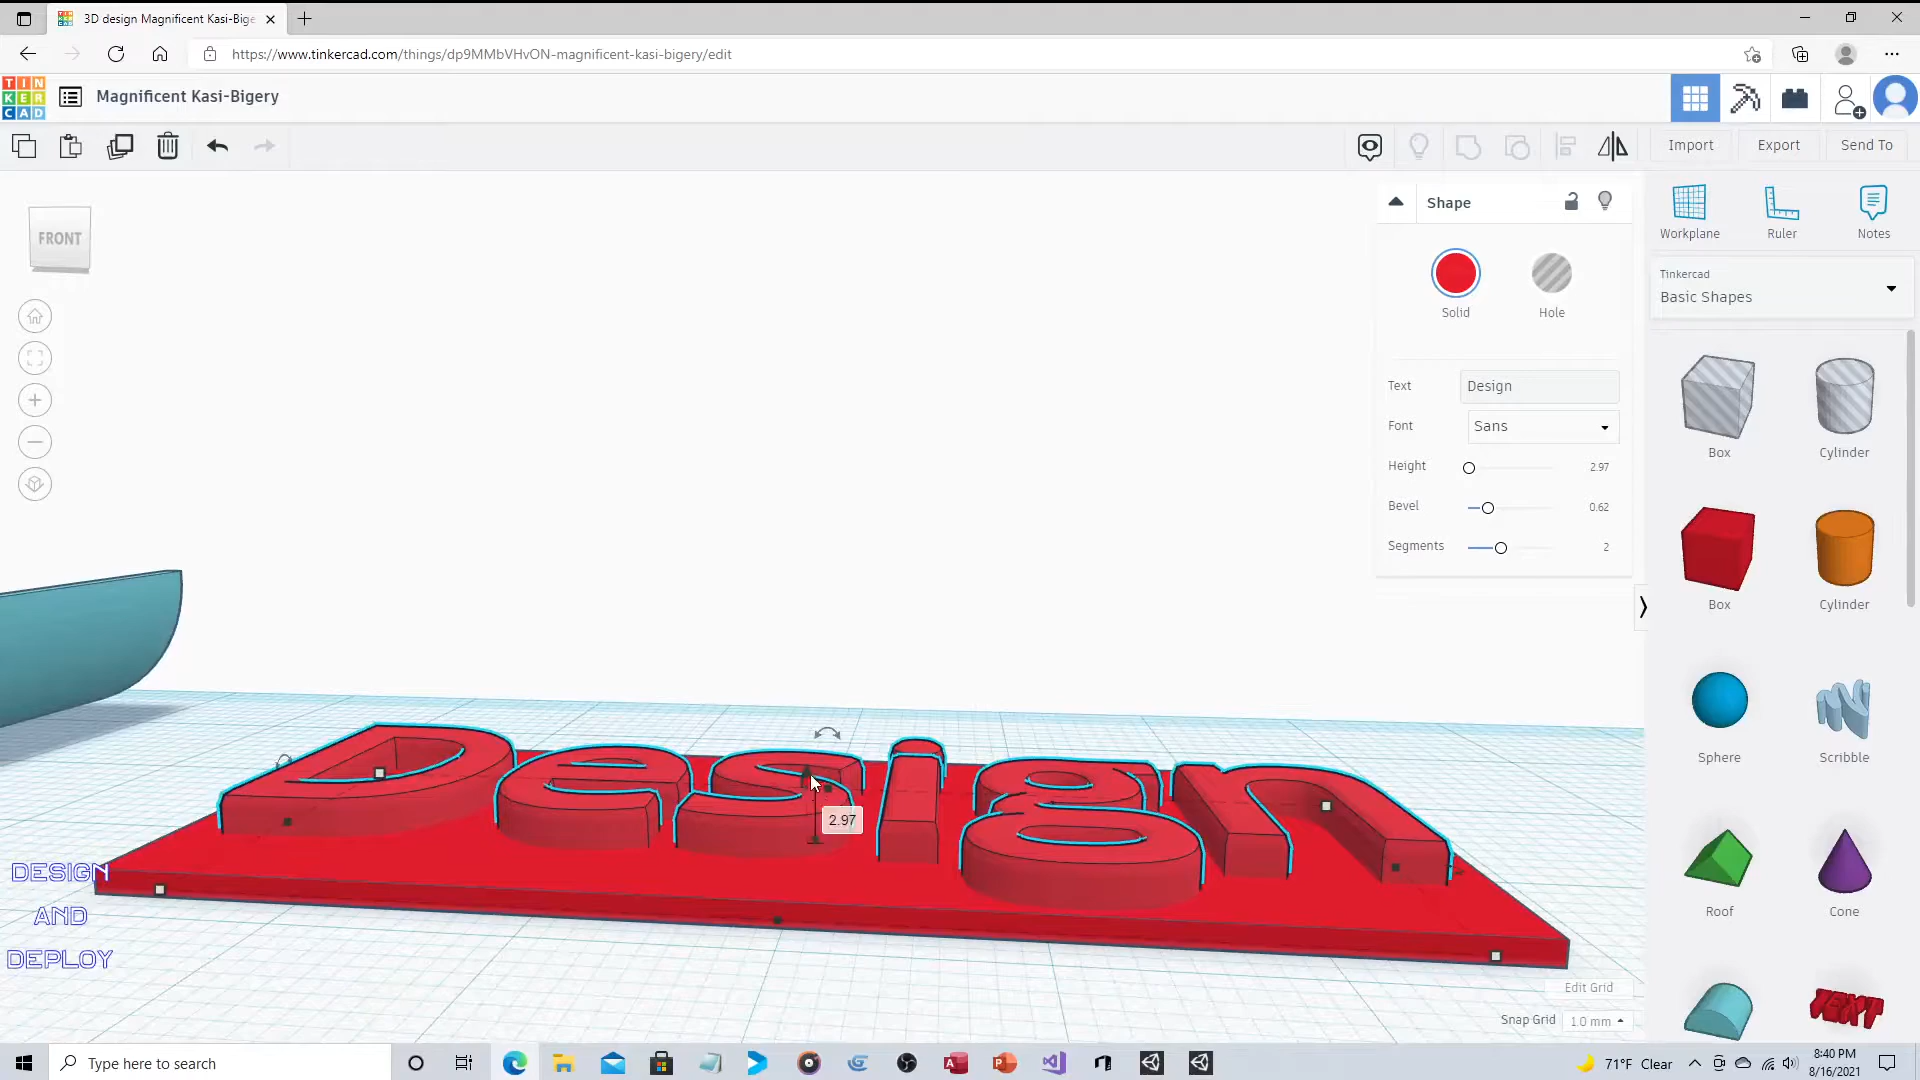 3D design Magnificent Kasi-Bige
https://www.tinkercad.com/things/dp9MMbVHvON-magnificent-kasi-bigery/edit
TIN
KER
CAD
Magnificent Kasi-Bigery
Import
Export
Send To
FRONT
Shape
Solid
Hole
Text
Design
Font
Sans
Height
2.97
Bevel
0.62
Segments
2
Workplane
Ruler
Notes
Tinkercad
Basic Shapes
Box
Cylinder
Box
Cylinder
Sphere
Scribble
Roof
Cone
TEXT
Design
2.97
DESIGN
AND
DEPLOY
Edit Grid
Snap Grid
1.0 mm
Type here to search
71°F Clear
8:40 PM
8/16/2021